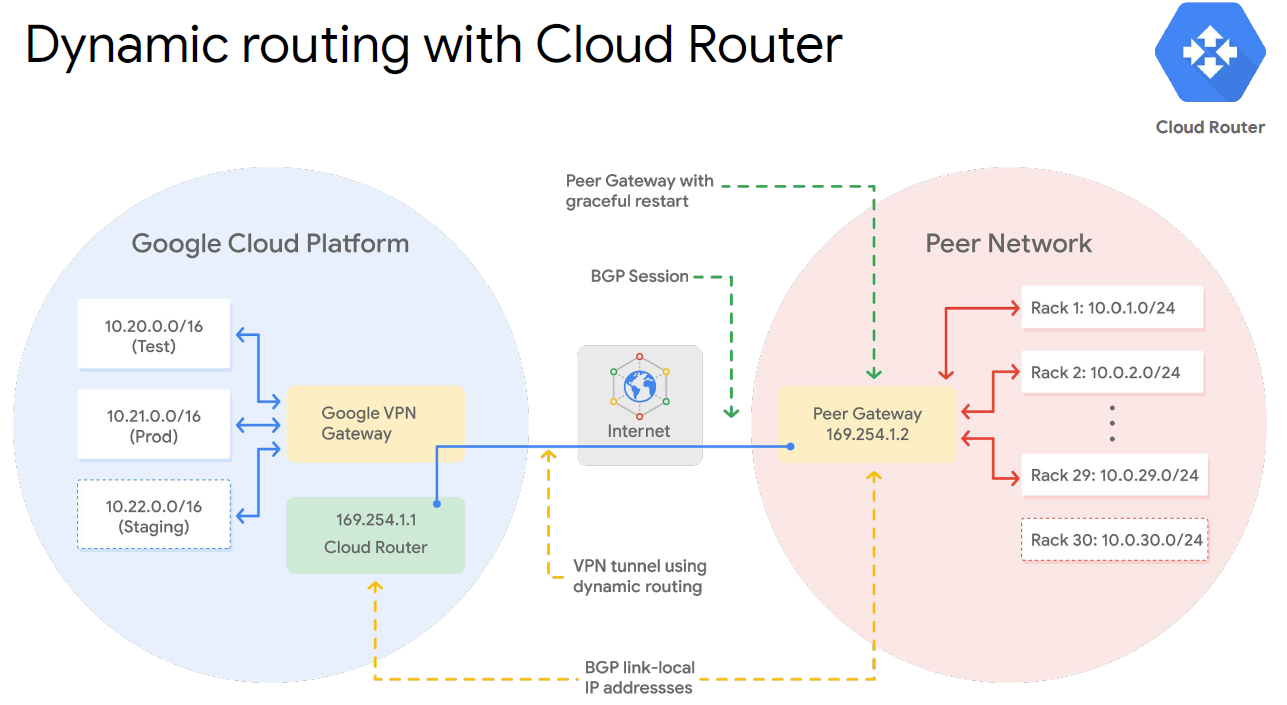 Dynamic routing with Cloud Router
Cloud Router
Peer Gateway with
graceful restart
Google Cloud Platform
Peer Network
BGP Session
10.20.0.0/16
(Test)
10.21.0.0/16
(Prod)
10.22.0.0/16
(Staging)
Google VPN
Gateway
169.254.1.1
Cloud Router
Internet
VPN tunnel using
dynamic routing
BGP link-local
IP addressses
Peer Gateway
169.254.1.2
Rack 1: 10.0.1.0/24
Rack 2: 10.0.2.0/24
Rack 29: 10.0.29.0/24
Rack 30: 10.0.30.0/24